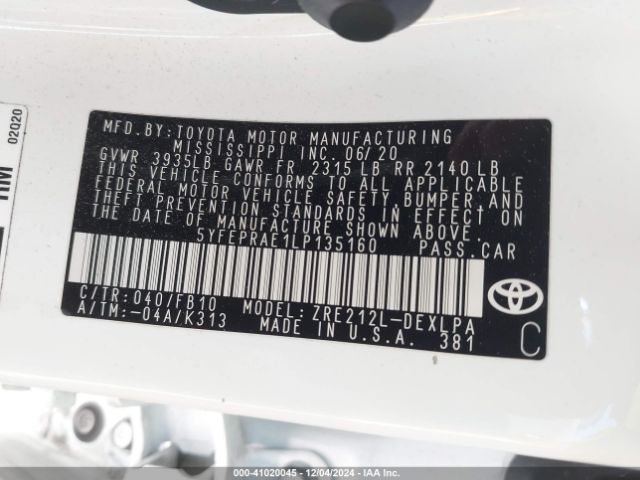 02Q20
MFD.BY:TOYOTA MOTOR MANUFACTURING
MISSISSIPPI INC. 06/20
GVWR 3935LB GAWR FR 2315 LB RR 2140 LB
THIS VEHICLE CONFORMS TO ALL APPLICABLE
FEDERAL MOTOR VEHICLE SAFETY, BUMPER, AND
THEFT PREVENTION STANDARDS IN EFFECT ON
THE DATE OF MANUFACTURE SHOWN ABOVE.
5YFEPRAE1LP135160 PASS.CAR
C/TR: 040/FB10 MODEL: ZRE212L-DEXLPA
A/TM: -04A/K313 MADE IN U.S.A. 381
C
000-41020045 - 12/04/2024 - IAA Inc.